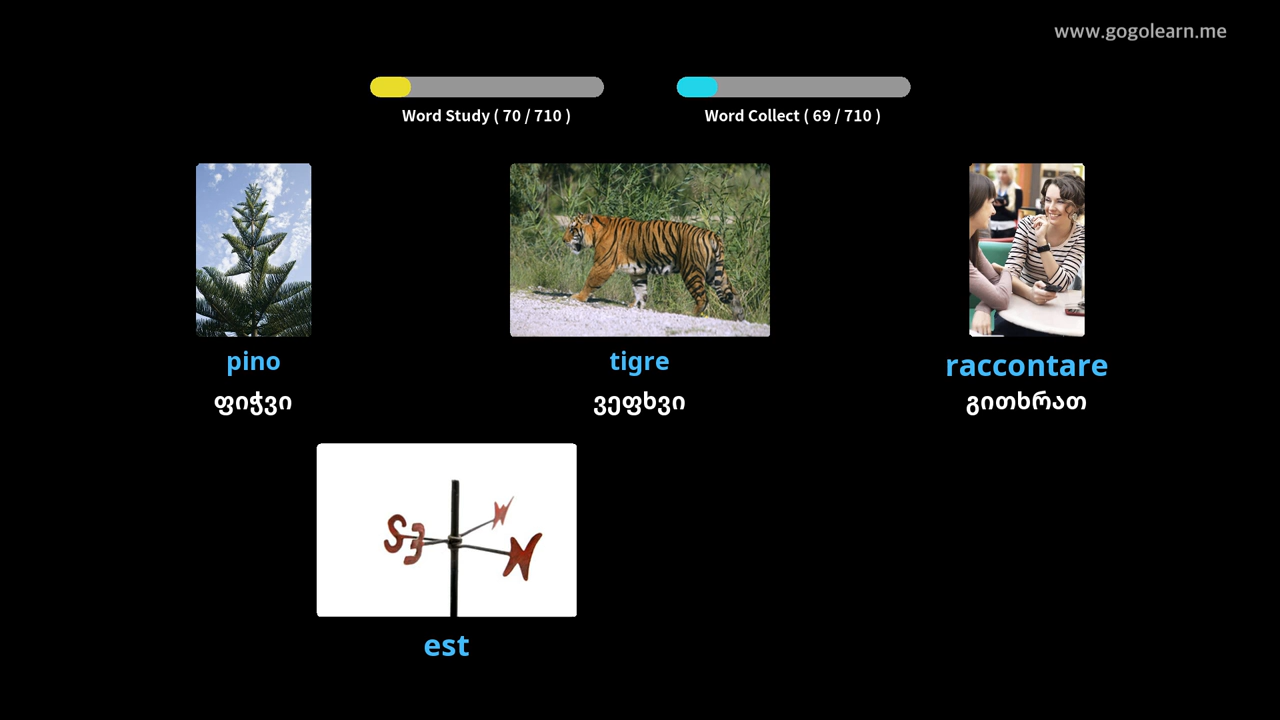 www.gogolearn.me
Word Study ( 70 / 710 )
Word Collect ( 69 / 710 )
pino
tigre
raccontare
ფიჭვი
ვეფხვი
გითხრათ
S E N
est